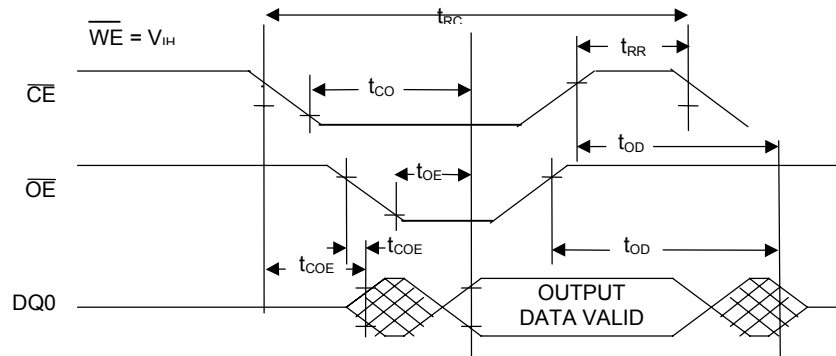 tRC
WE = VIH
tRR
CE
tCO
tOD
OE
tOE
tCOE
tCOE
tOD
DQ0
OUTPUT
DATA VALID